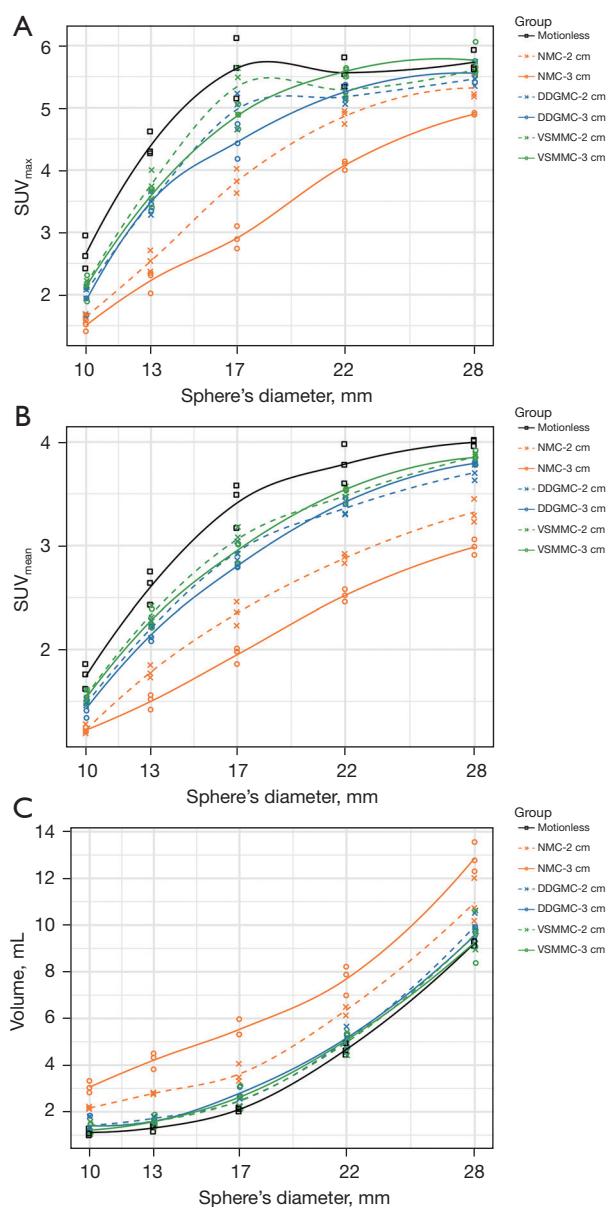 A
6
5
4
3
2
SUVmax
10 13 17 22 28
Sphere's diameter, mm
Group
Motionless
NMC-2 cm
NMC-3 cm
DDGMC-2 cm
DDGMC-3 cm
VSMMC-2 cm
VSMMC-3 cm
B
4
3
2
SUVmean
10 13 17 22 28
Sphere's diameter, mm
Group
Motionless
NMC-2 cm
NMC-3 cm
DDGMC-2 cm
DDGMC-3 cm
VSMMC-2 cm
VSMMC-3 cm
C
14
12
10
8
6
4
2
Volume, mL
10 13 17 22 28
Sphere's diameter, mm
Group
Motionless
NMC-2 cm
NMC-3 cm
DDGMC-2 cm
DDGMC-3 cm
VSMMC-2 cm
VSMMC-3 cm